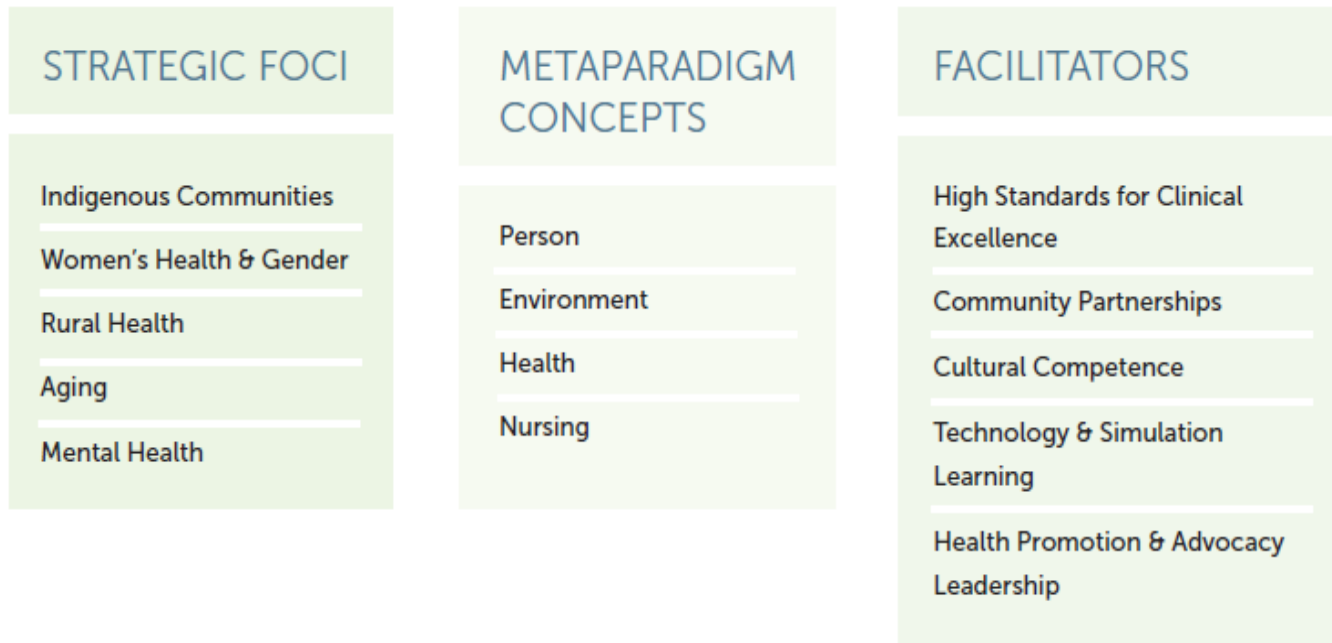 STRATEGIC FOCI
Indigenous Communities
Women's Health & Gender
Rural Health
Aging
Mental Health
METAPARADIGM
CONCEPTS
Person
Environment
Health
Nursing
FACILITATORS
High Standards for Clinical
Excellence
Community Partnerships
Cultural Competence
Technology & Simulation
Learning
Health Promotion & Advocacy
Leadership